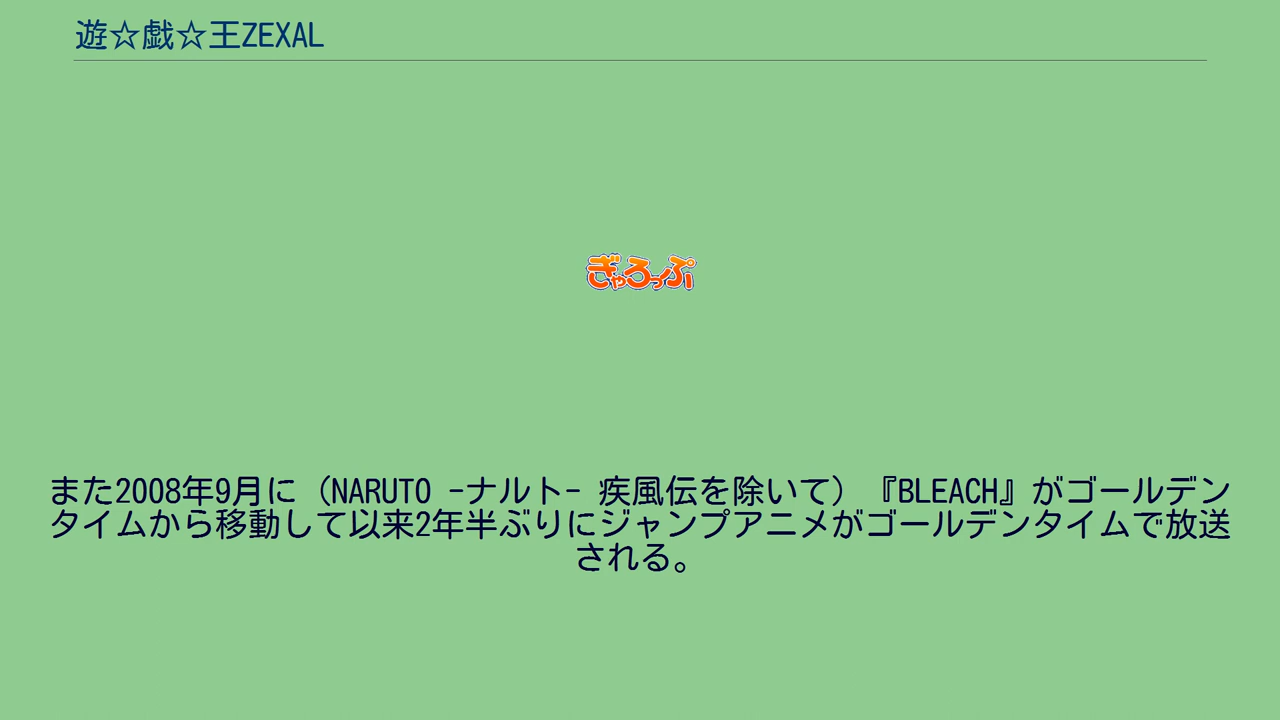 遊☆戯☆王ZEXAL
ぎゃろっぷ
また2008年9月に（NARUTO -ナルト- 疾風伝を除いて）『BLEACH』がゴールデン
タイムから移動して以来2年半ぶりにジャンプアニメがゴールデンタイムで放送
される。